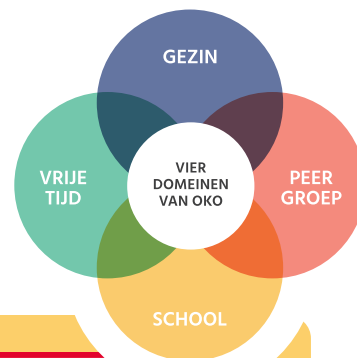 GEZIN
VRIJE
TIJD
VIER
DOMEINEN
VAN OKO
PEER
GROEP
SCHOOL